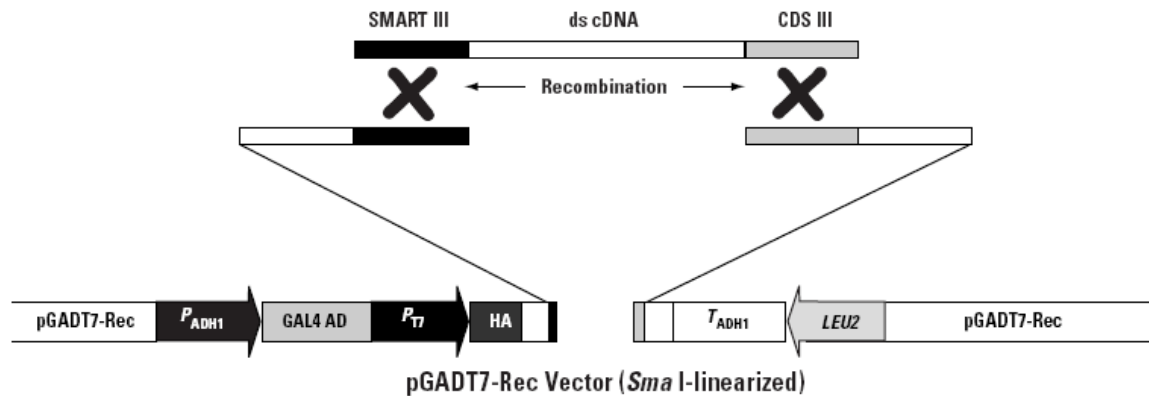 SMART III ds cDNA CDS III
Recombination
pGADT7-Rec PADH1 GAL4 AD PT7 HA TADH1 LEU2 pGADT7-Rec
pGADT7-Rec Vector (Sma I-linearized)